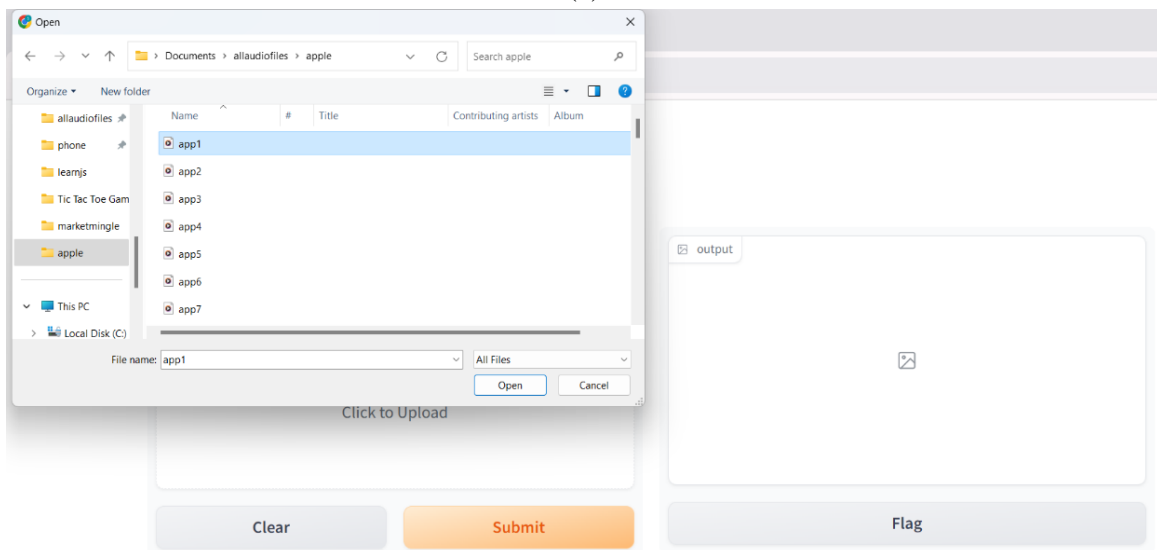 Open
Documents > allaudiofiles > apple
Search apple
Organize New folder
Name # Title Contributing artists Album
allaudiofiles
phone
learnjs
Tic Tac Toe Gam
marketmingle
apple
This PC
Local Disk (C:)
app1
app2
app3
app4
app5
app6
app7
File name: app1 All Files
Open Cancel
Click to Upload
Clear Submit
output
Flag